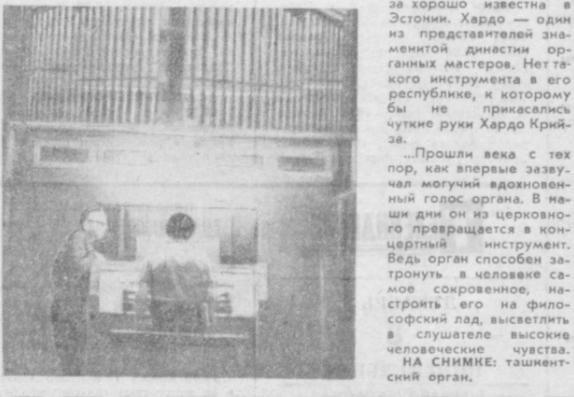 за хорошо известна в
Эстонии. Хардо — один
из представителей зна-
менитой династии ор-
ганных мастеров. Нет та-
кого инструмента в его
республике, к которому
бы не прикасались
чуткие руки Хардо Крий-
за.
...Прошли века с тех
пор, как впервые зазву-
чал могучий вдохновен-
ный голос органа. В на-
ши дни он из церковно-
го превращается в кон-
цертный инструмент.
Ведь орган способен за-
тронуть в человеке са-
мое сокровенное, на-
строить его на фило-
софский лад, высветлить
в слушателе высокие
человеческие чувства.
НА СНИМКЕ: ташкент-
ский орган.